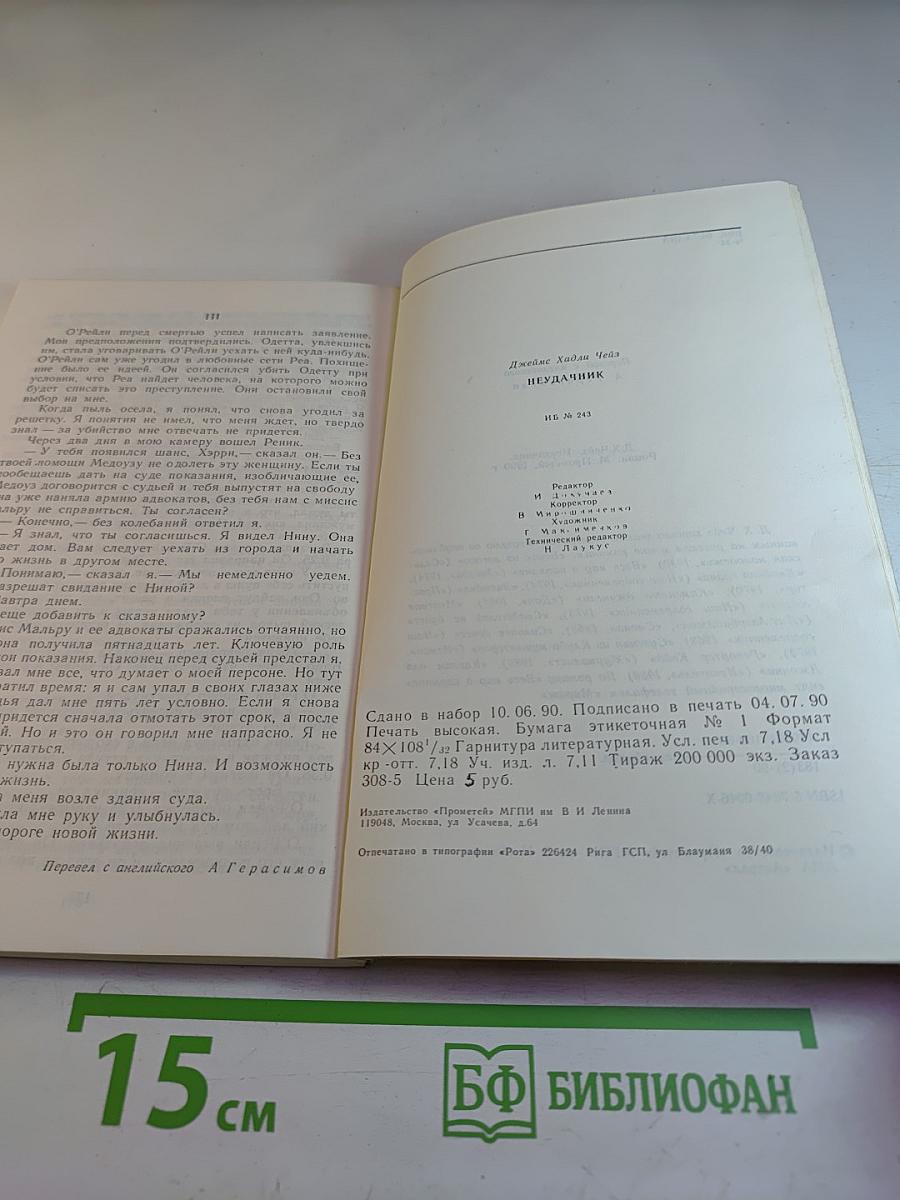 III
О'Рейли перед смертью успел написать заявление.
Мои предположения подтвердились. Одетта, увлекшись
им, стала уговаривать О'Рейли уехать с ней куда-нибудь.
О'Рейли сам уже угодил в любовные сети Реа. Похище-
ние было ее идеей. Он согласился убить Одетту при
условии, что Реа найдет человека, на которого можно
будет списать это преступление. Они остановили свой
выбор на мне.
Когда пыль осела, я понял, что снова угодил за
решетку. Я понятия не имел, что меня ждет, но твердо
знал — за убийство мне отвечать не придется.
Через два дня в мою камеру вошел Реник.
— У тебя появился шанс, Хэрри,— сказал он.— Без
твоей помощи Медоузу не одолеть эту женщину. Если ты
пообещаешь дать на суде показания, изобличающие ее,
Медоуз договорится с судьей и тебя выпустят на свободу
на уже наняла армию адвокатов, без тебя нам с миссис
Мальру не справиться. Ты согласен?
— Конечно,— без колебаний ответил я.
— Я знал, что ты согласишься. Я видел Нину. Она
ает дом. Вам следует уехать из города и начать
ю жизнь в другом месте.
Понимаю,— сказал я.— Мы немедленно уедем.
азрешат свидание с Ниной?
автра днем.
еще добавить к сказанному?
ис Мальру и ее адвокаты сражались отчаянно, но
она получила пятнадцать лет. Ключевую роль
ои показания. Наконец перед судьей предстал я.
зал мне все, что думает о моей персоне. Но тут
ратил время: я и сам упал в своих глазах ниже
дья дал мне пять лет условно. Если я снова
придется сначала отмотать этот срок, а после
й. Но и это он говорил мне напрасно. Я не
тупаться.
нужна была только Нина. И возможность
жизнь.
а меня возле здания суда.
ла мне руку и улыбнулась.
пороге новой жизни.
Перевел с английского А Герасимов
Джеймс Хадли Чейз
НЕУДАЧНИК
ИБ № 243
Редактор
И Докучаев
Корректор
В Мирошниченко
Художник
Г Максименков
Технический редактор
Н Лаукус
Сдано в набор 10. 06. 90. Подписано в печать 04. 07. 90
Печать высокая. Бумага этикеточная № 1 Формат
84×108¹/₃₂ Гарнитура литературная. Усл. печ л 7,18 Усл
кр -отт. 7,18 Уч. изд. л. 7,11 Тираж 200 000 экз. Заказ
308-5 Цена 5 руб.
Издательство «Прометей» МГПИ им В И Ленина
119048, Москва, ул Усачева, д.64
Отпечатано в типографии «Рота» 226424 Рига ГСП, ул Блаумаия 38/40
15 см
БФ БИБЛИОФАН